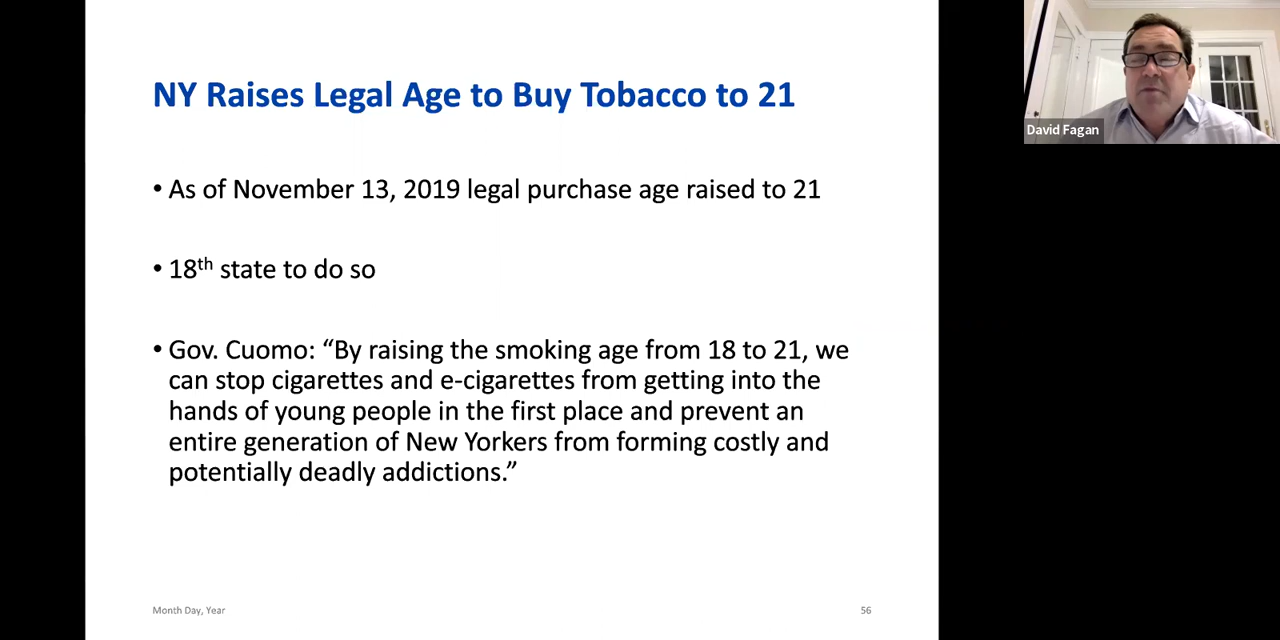 NY Raises Legal Age to Buy Tobacco to 21
• As of November 13, 2019 legal purchase age raised to 21
• 18th state to do so
• Gov. Cuomo: “By raising the smoking age from 18 to 21, we
can stop cigarettes and e-cigarettes from getting into the
hands of young people in the first place and prevent an
entire generation of New Yorkers from forming costly and
potentially deadly addictions.”
Month Day, Year
56
David Fagan